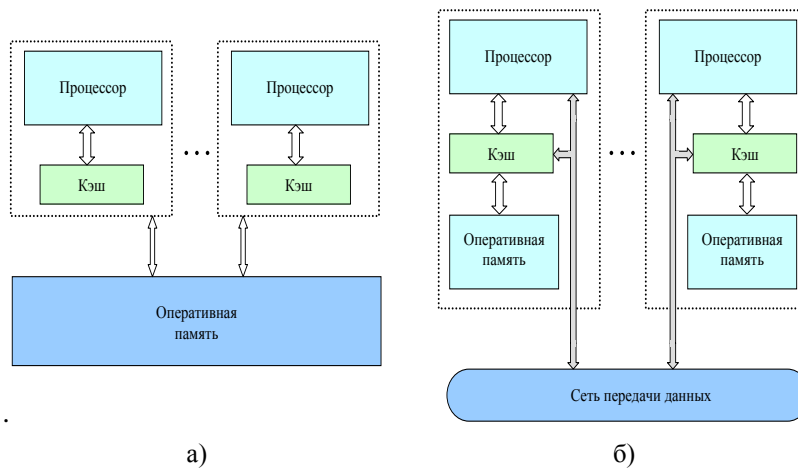 Процессор
Кэш
Процессор
Кэш
. . .
Оперативная
память
.
а)
Процессор
Кэш
Оперативная
память
. . .
Процессор
Кэш
Оперативная
память
Сеть передачи данных
б)